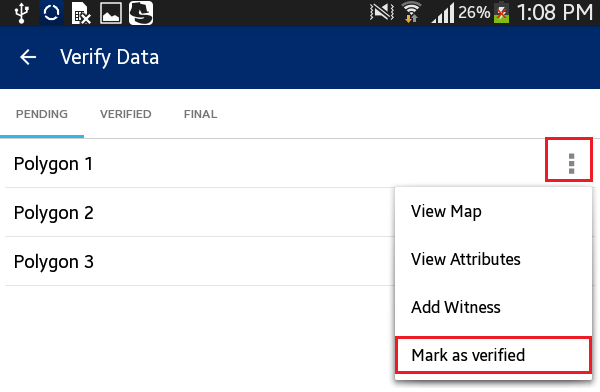 26% 1:08 PM
Verify Data
PENDING VERIFIED FINAL
Polygon 1
Polygon 2
Polygon 3
View Map
View Attributes
Add Witness
Mark as verified